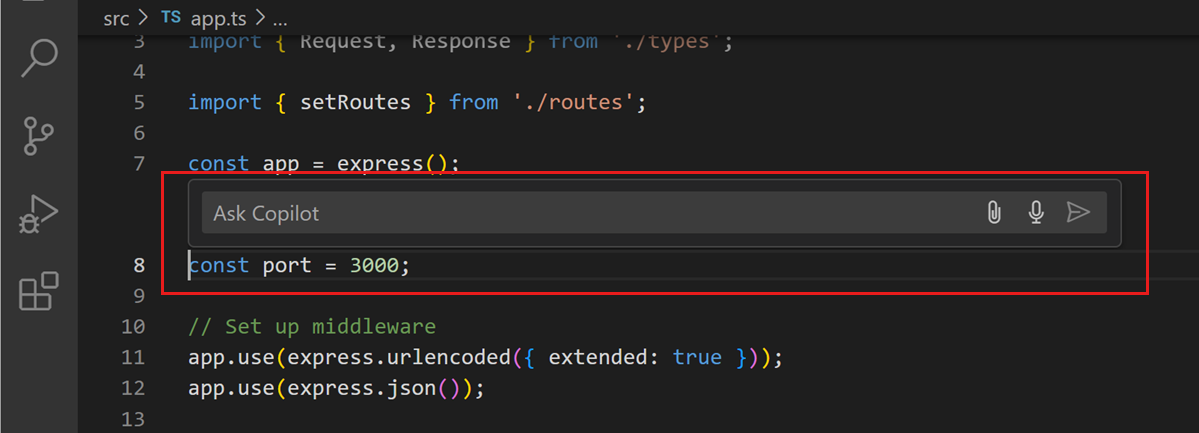 src > TS app.ts > ...
3 import { Request, Response } from './types';
4
5 import { setRoutes } from './routes';
6
7 const app = express();
Ask Copilot
8 const port = 3000;
9
10 // Set up middleware
11 app.use(express.urlencoded({ extended: true }));
12 app.use(express.json());
13